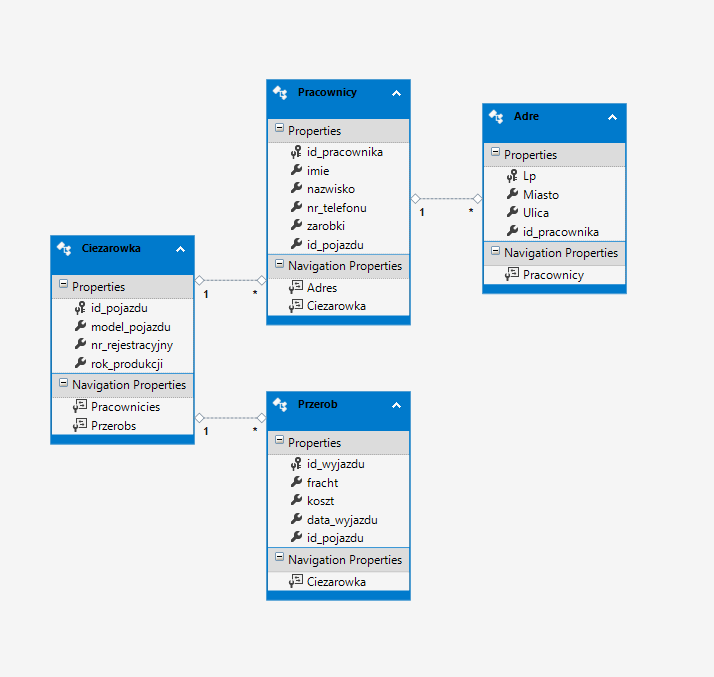 Pracownicy
Properties
id_pracownika
imie
nazwisko
nr_telefonu
zarobki
id_pojazdu
Navigation Properties
Adres
Ciezarowka
Adre
Properties
Lp
Miasto
Ulica
id_pracownika
Navigation Properties
Pracownicy
1
*
Ciezarowka
Properties
id_pojazdu
model_pojazdu
nr_rejestracyjny
rok_produkcji
Navigation Properties
Pracownicies
Przerobs
1
*
1
*
Przerob
Properties
id_wyjazdu
fracht
koszt
data_wyjazdu
id_pojazdu
Navigation Properties
Ciezarowka